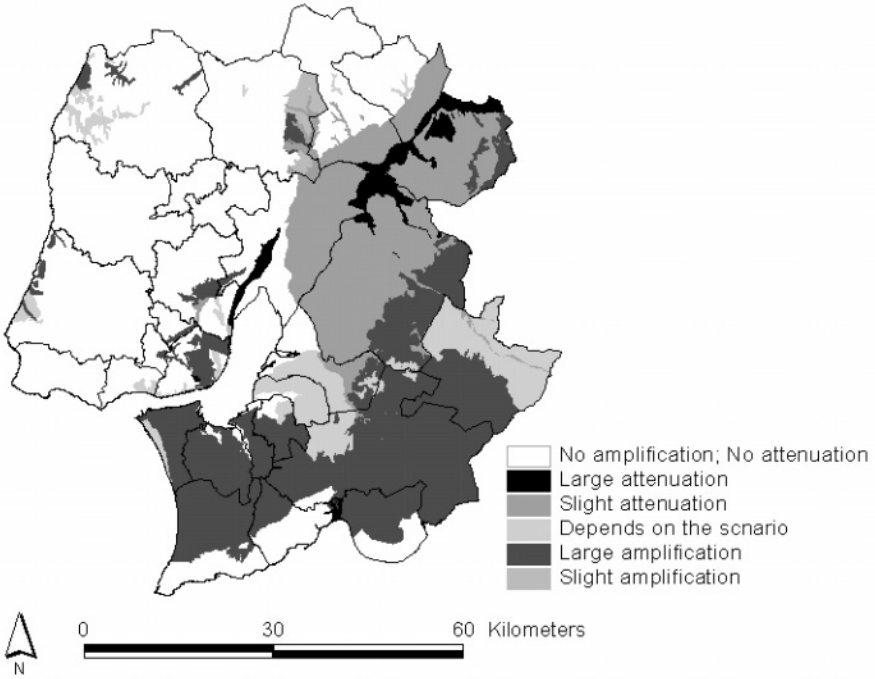 No amplification; No attenuation
Large attenuation
Slight attenuation
Depends on the scnario
Large amplification
Slight amplification
0 30 60 Kilometers
N